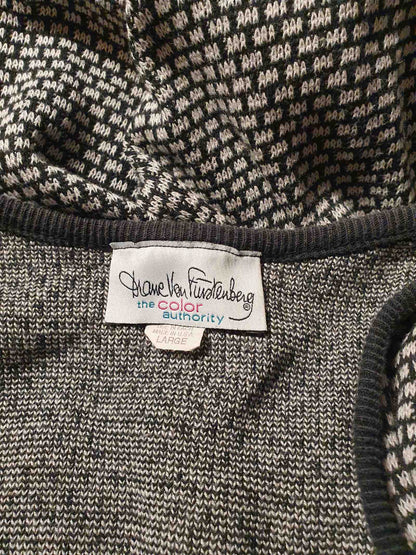 Diane Von Furstenberg ®
the color
authority
MADE IN U.S.A.
LARGE